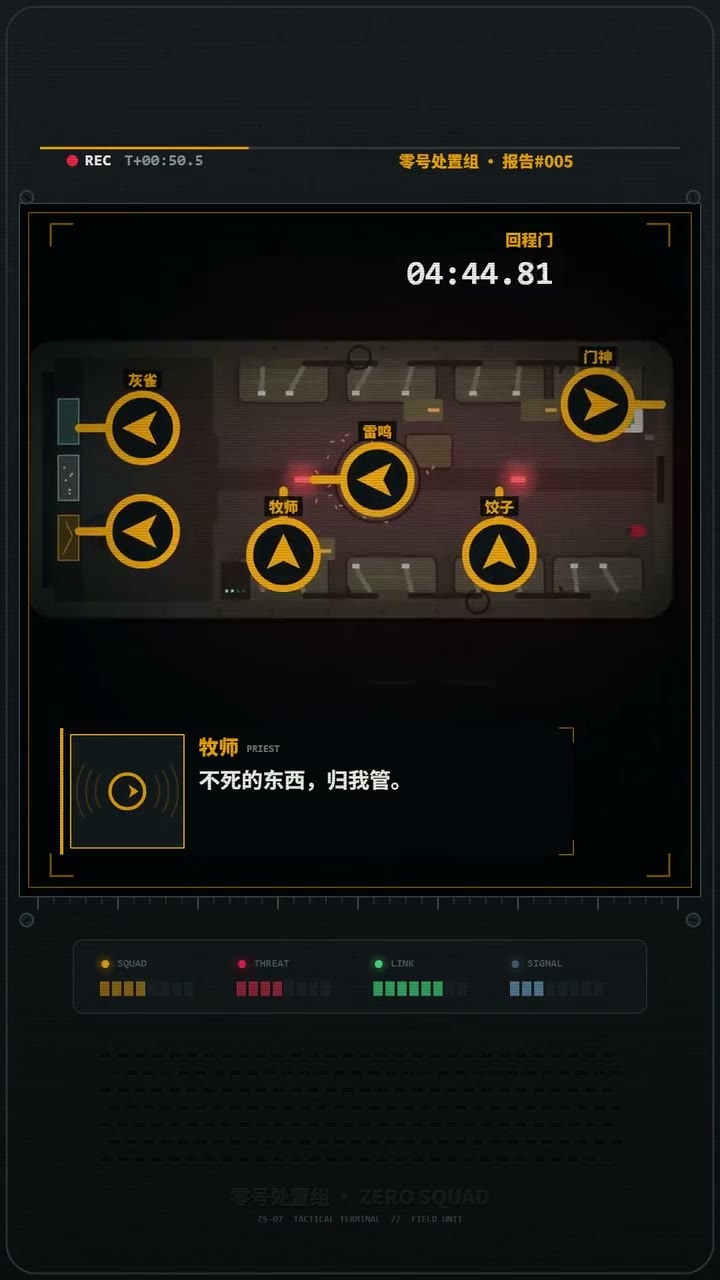 REC T+00:50.5
零号处置组 • 报告#005
回程门
04:44.81
门神
灰雀
雷鸣
牧师
饺子
牧师 PRIEST
不死的东西，归我管。
SQUAD
THREAT
LINK
SIGNAL
零号处置组 • ZERO SQUAD
ZS-07 TACTICAL TERMINAL // FIELD UNIT